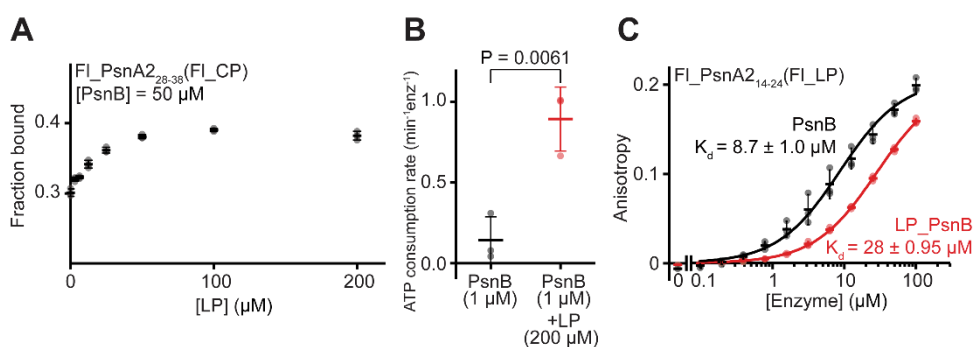 A
Fl_PsnA2₂₈₋₃₈(Fl_CP)
[PsnB] = 50 µM
Fraction bound
0.4
0.3
0
100
200
[LP] (µM)
B
P = 0.0061
ATP consumption rate (min⁻¹enz⁻¹)
1.0
0.5
0.0
PsnB
(1 µM)
PsnB
(1 µM)
+LP
(200 µM)
C
Fl_PsnA2₁₄₋₂₄(Fl_LP)
PsnB
K_d = 8.7 ± 1.0 µM
LP_PsnB
K_d = 28 ± 0.95 µM
Anisotropy
0.2
0.1
0
0
0.1
1
10
100
[Enzyme] (µM)